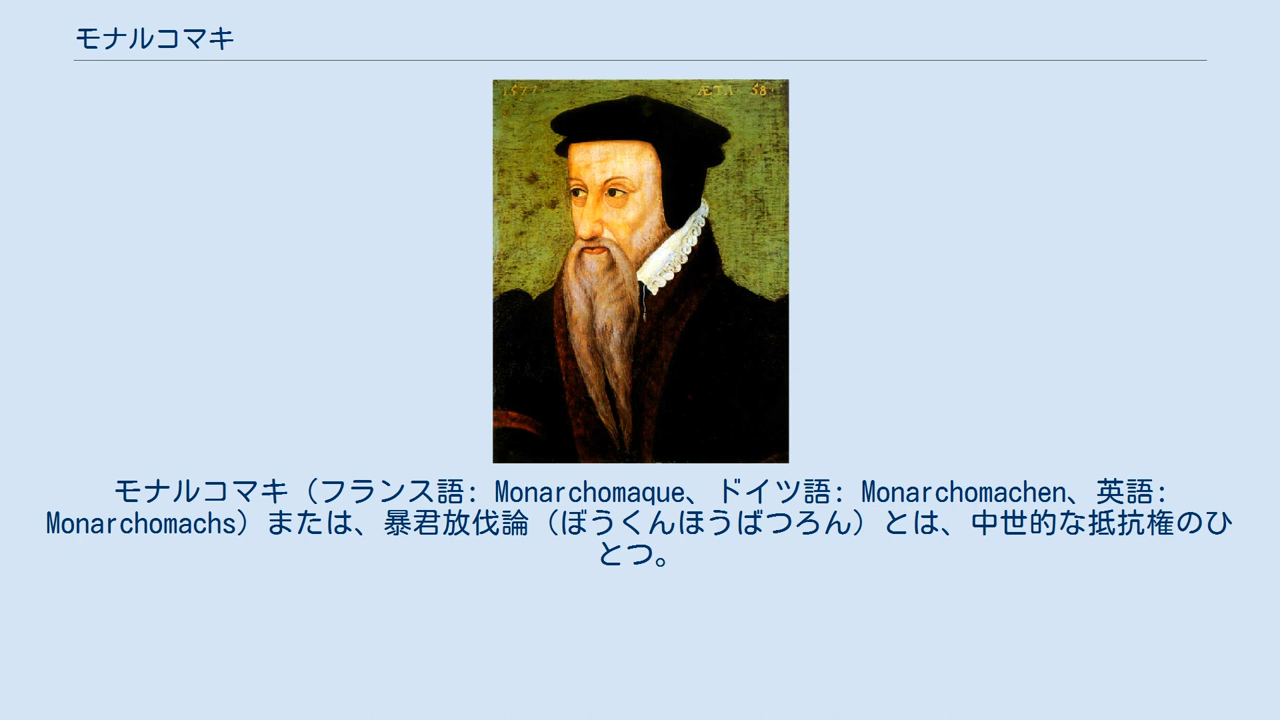 モナルコマキ
1577 ÆTA 58
モナルコマキ（フランス語: Monarchomaque、ドイツ語: Monarchomachen、英語:
Monarchomachs）または、暴君放伐論（ぼうくんほうばつろん）とは、中世的な抵抗権のひ
とつ。